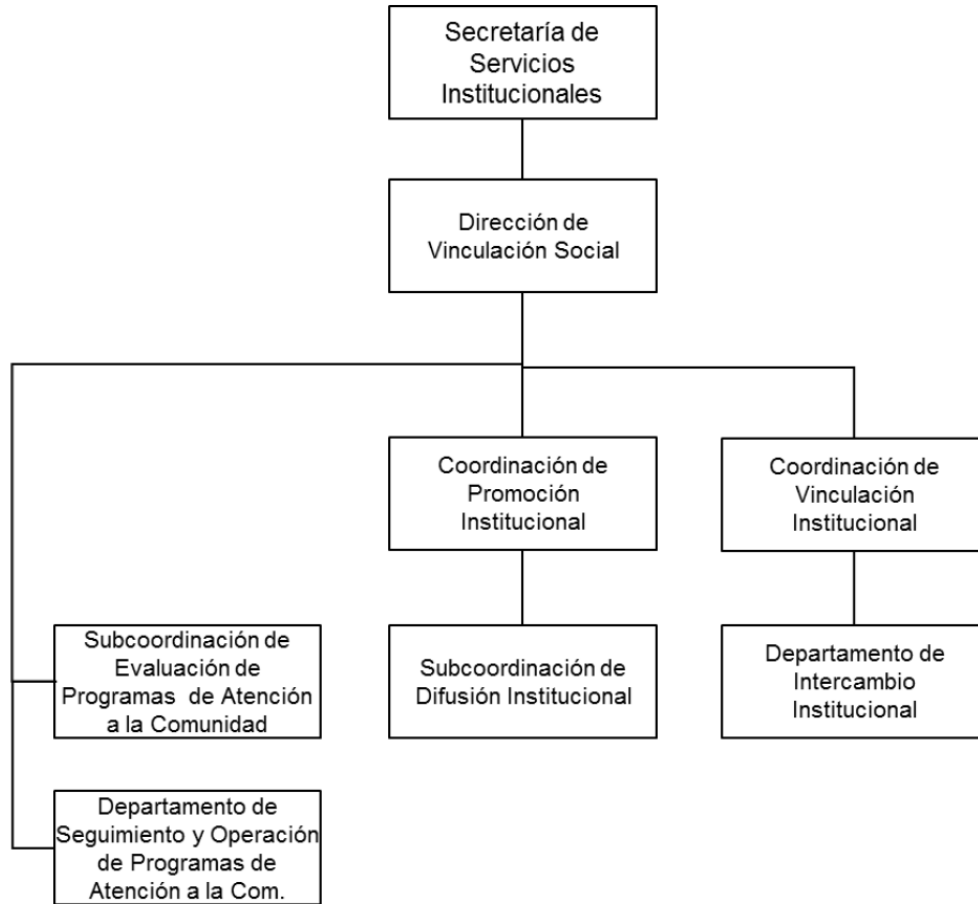 Secretaría de
Servicios
Institucionales
Dirección de
Vinculación Social
Coordinación de
Promoción
Institucional
Coordinación de
Vinculación
Institucional
Subcoordinación de
Evaluación de
Programas de Atención
a la Comunidad
Subcoordinación de
Difusión Institucional
Departamento de
Intercambio
Institucional
Departamento de
Seguimiento y Operación
de Programas de
Atención a la Com.